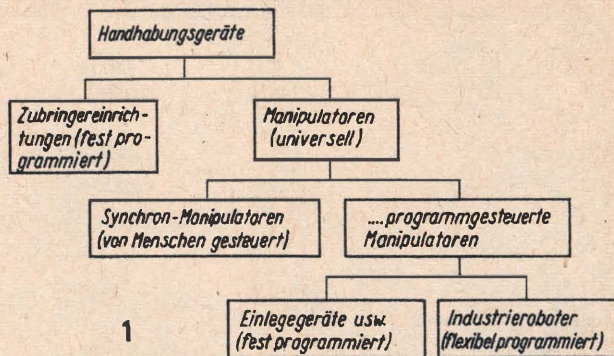 Handhabungsgeräte
Zubringereinrich-
tungen (fest pro-
grammiert)
Manipulatoren
(universell)
Synchron-Manipulatoren
(von Menschen gesteuert)
....programmgesteuerte
Manipulatoren
Einlegegeräte usw.
(fest programmiert)
Industrieroboter
(flexibel programmiert)
1